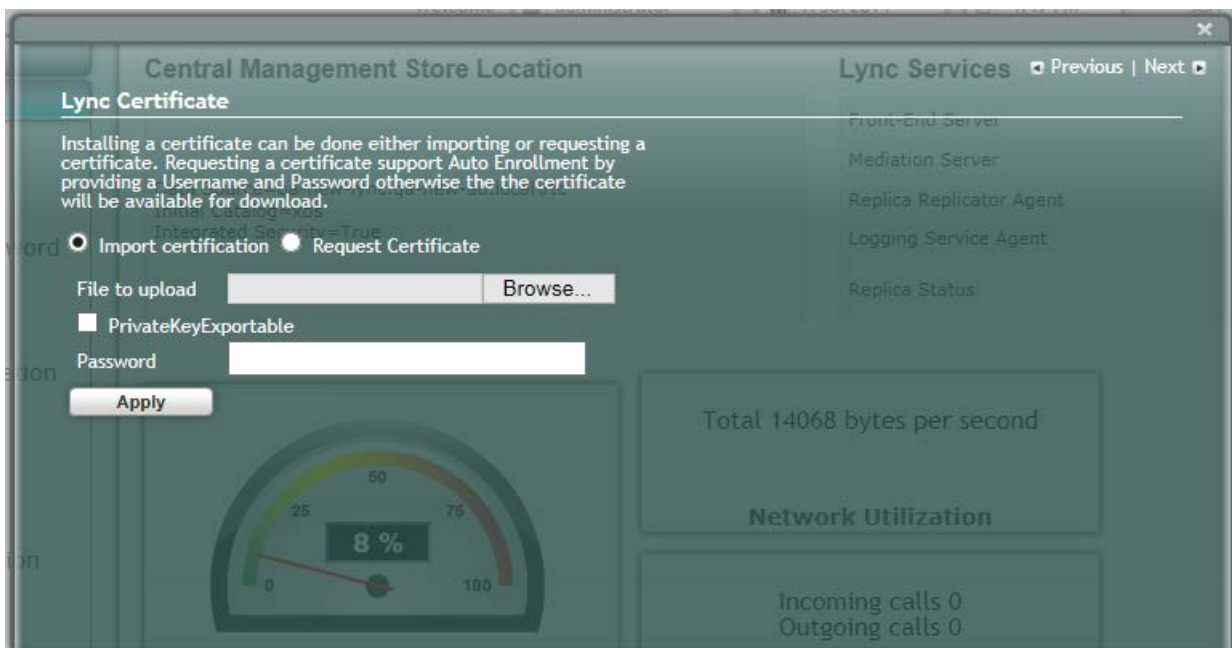 Central Management Store Location
Lync Services
Previous | Next
Lync Certificate
Front-End Server
Installing a certificate can be done either importing or requesting a
certificate. Requesting a certificate support Auto Enrollment by
providing a Username and Password otherwise the the certificate
will be available for download.
Mediation Server
Replica Replicator Agent
Initial Catalog=xds
Integrated Security=True
Logging Service Agent
Import certification
Request Certificate
File to upload
Browse...
Replica Status
PrivateKeyExportable
Password
Apply
Total 14068 bytes per second
Network Utilization
0
25
50
75
100
8 %
Incoming calls 0
Outgoing calls 0